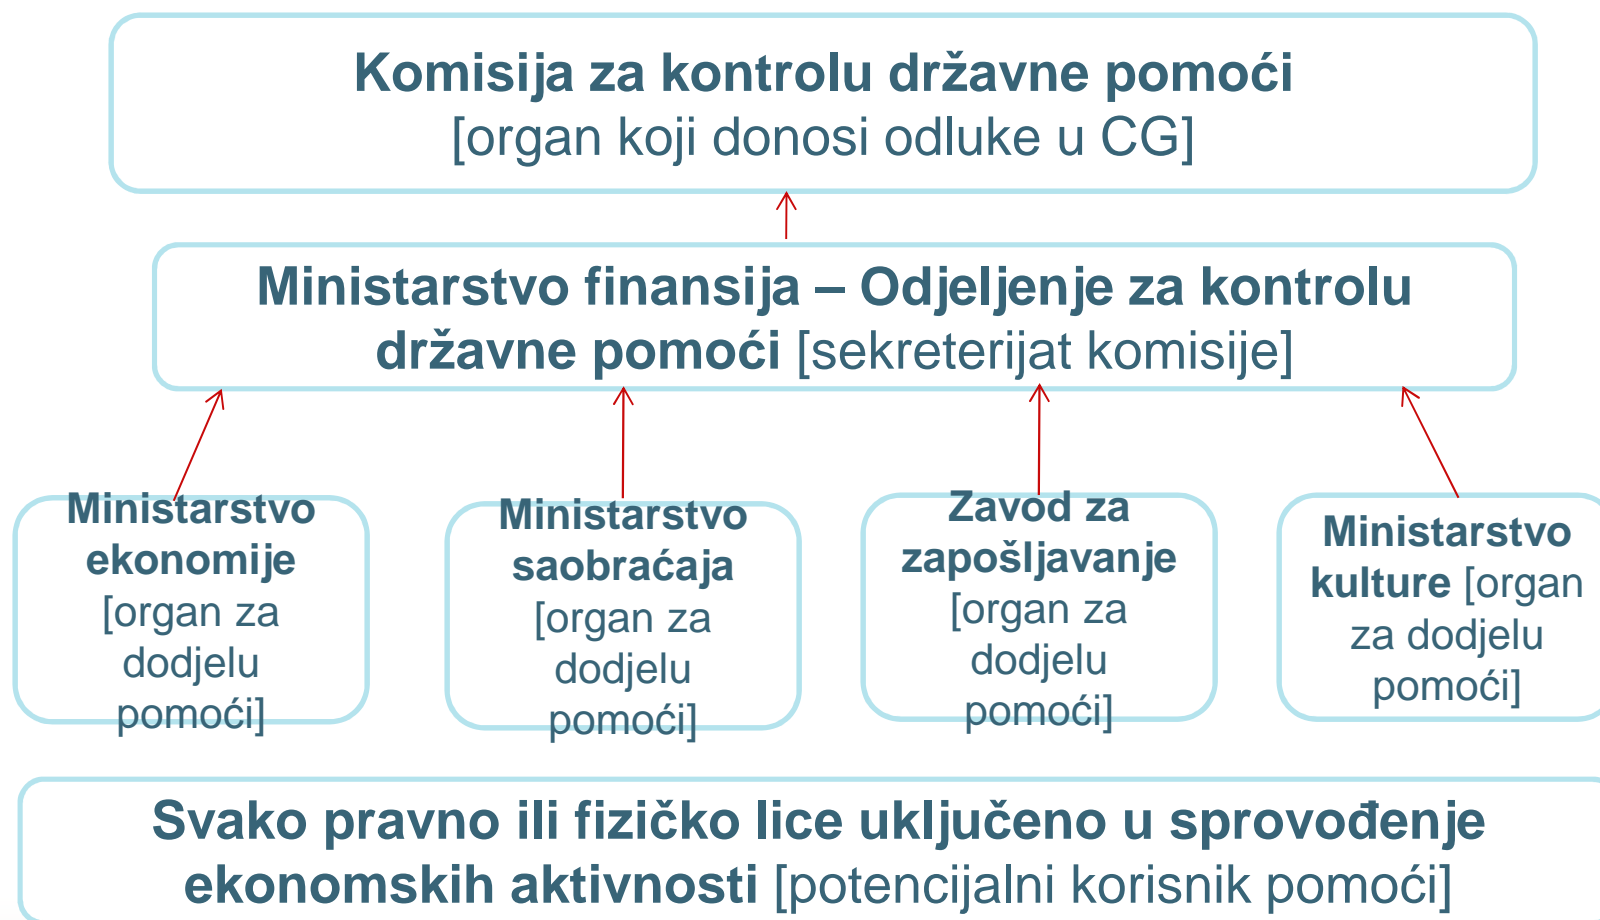 Komisija za kontrolu državne pomoći
[organ koji donosi odluke u CG]
Ministarstvo finansija – Odjeljenje za kontrolu
državne pomoći [sekreterijat komisije]
Ministarstvo
ekonomije
[organ za
dodjelu
pomoći]
Ministarstvo
saobraćaja
[organ za
dodjelu
pomoći]
Zavod za
zapošljavanje
[organ za
dodjelu
pomoći]
Ministarstvo
kulture [organ
za dodjelu
pomoći]
Svako pravno ili fizičko lice uključeno u sprovođenje
ekonomskih aktivnosti [potencijalni korisnik pomoći]